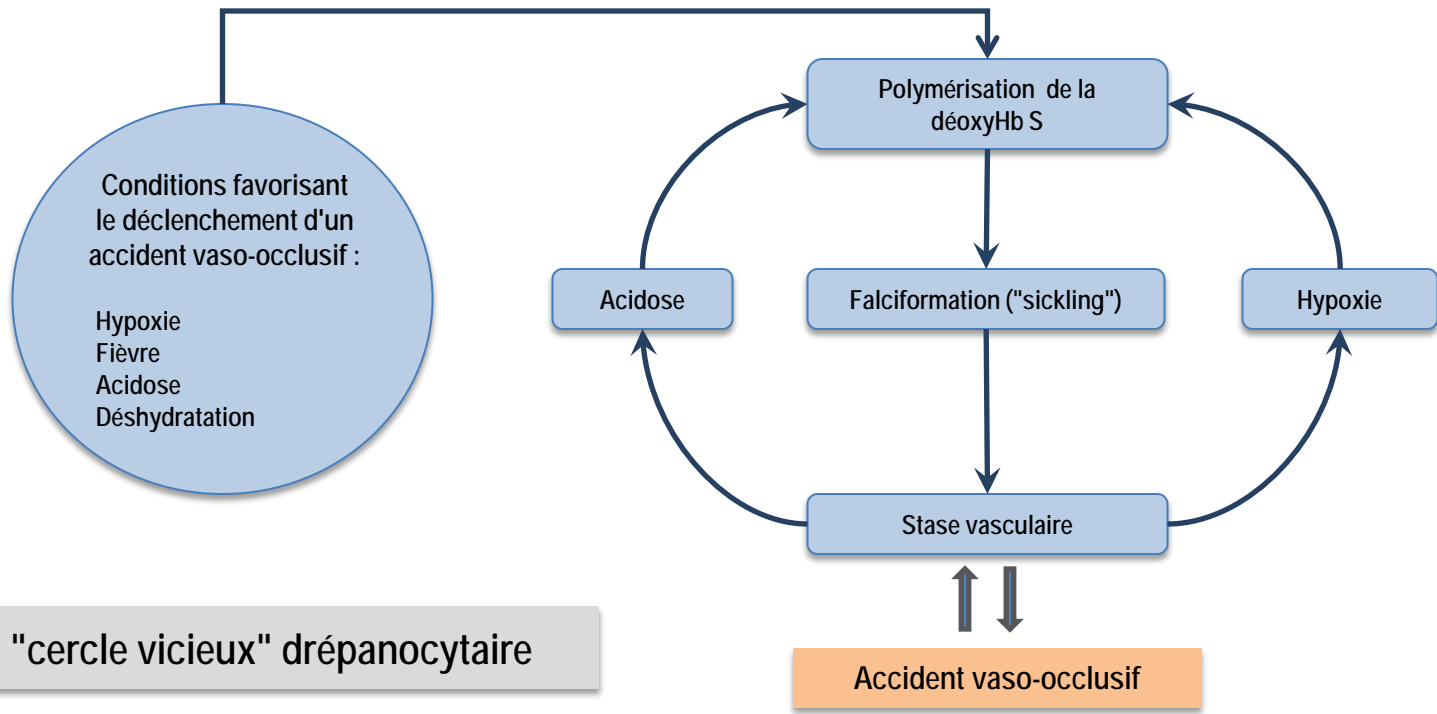 Polymérisation de la
déoxyHb S
Conditions favorisant
le déclenchement d'un
accident vaso-occlusif :
Hypoxie
Fièvre
Acidose
Déshydratation
Acidose
Falciformation ("sickling")
Hypoxie
Stase vasculaire
"cercle vicieux" drépanocytaire
Accident vaso-occlusif